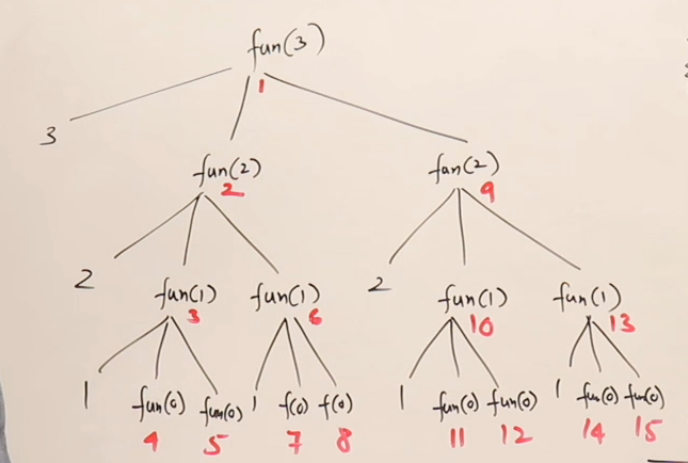 fun(3)
1
3
fun(2) fun(2)
2 9
2 fun(1) fun(1) 2 fun(1) fun(1)
3 6 10 13
1 fun(0) fun(0) 1 f(0) f(0) 1 fun(0) fun(0) 1 fun(0) fun(0)
4 5 7 8 11 12 14 15